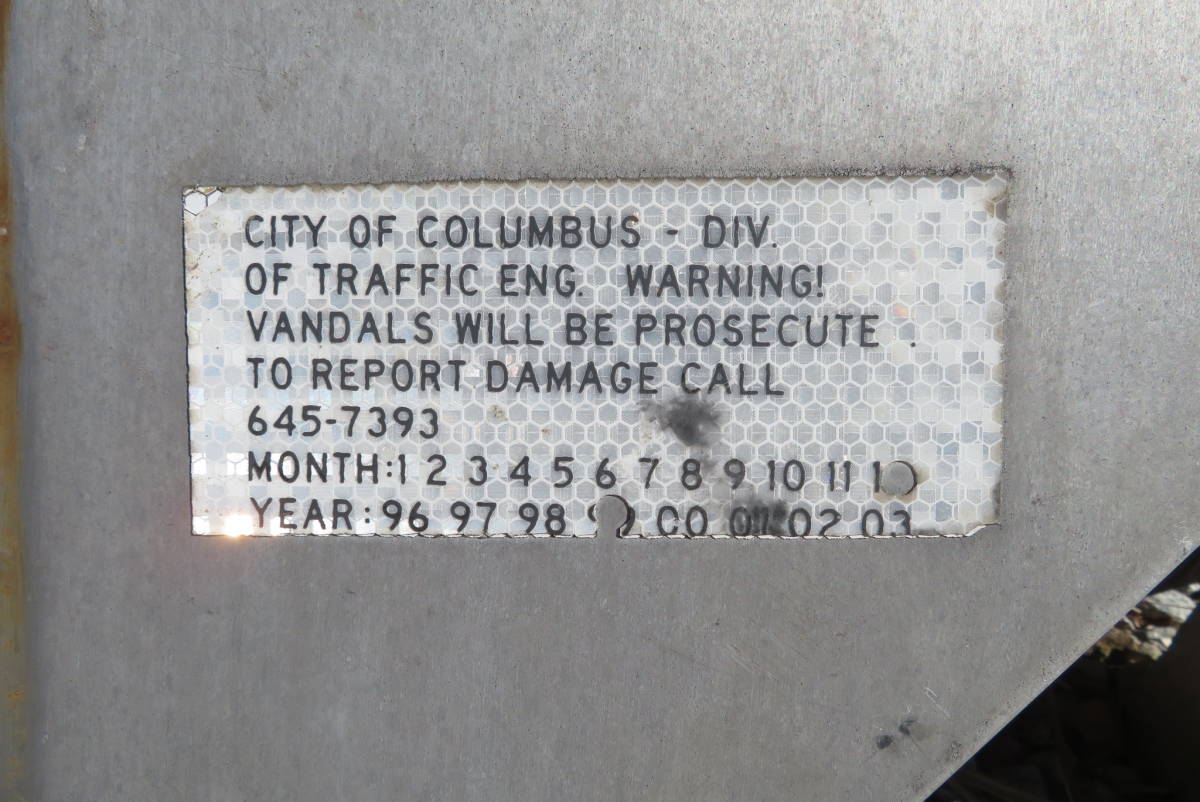 CITY OF COLUMBUS - DIV.
OF TRAFFIC ENG. WARNING!
VANDALS WILL BE PROSECUTE .
TO REPORT DAMAGE CALL
645-7393
MONTH: 1 2 3 4 5 6 7 8 9 10 11
YEAR: 96 97 98 00 01 02 03